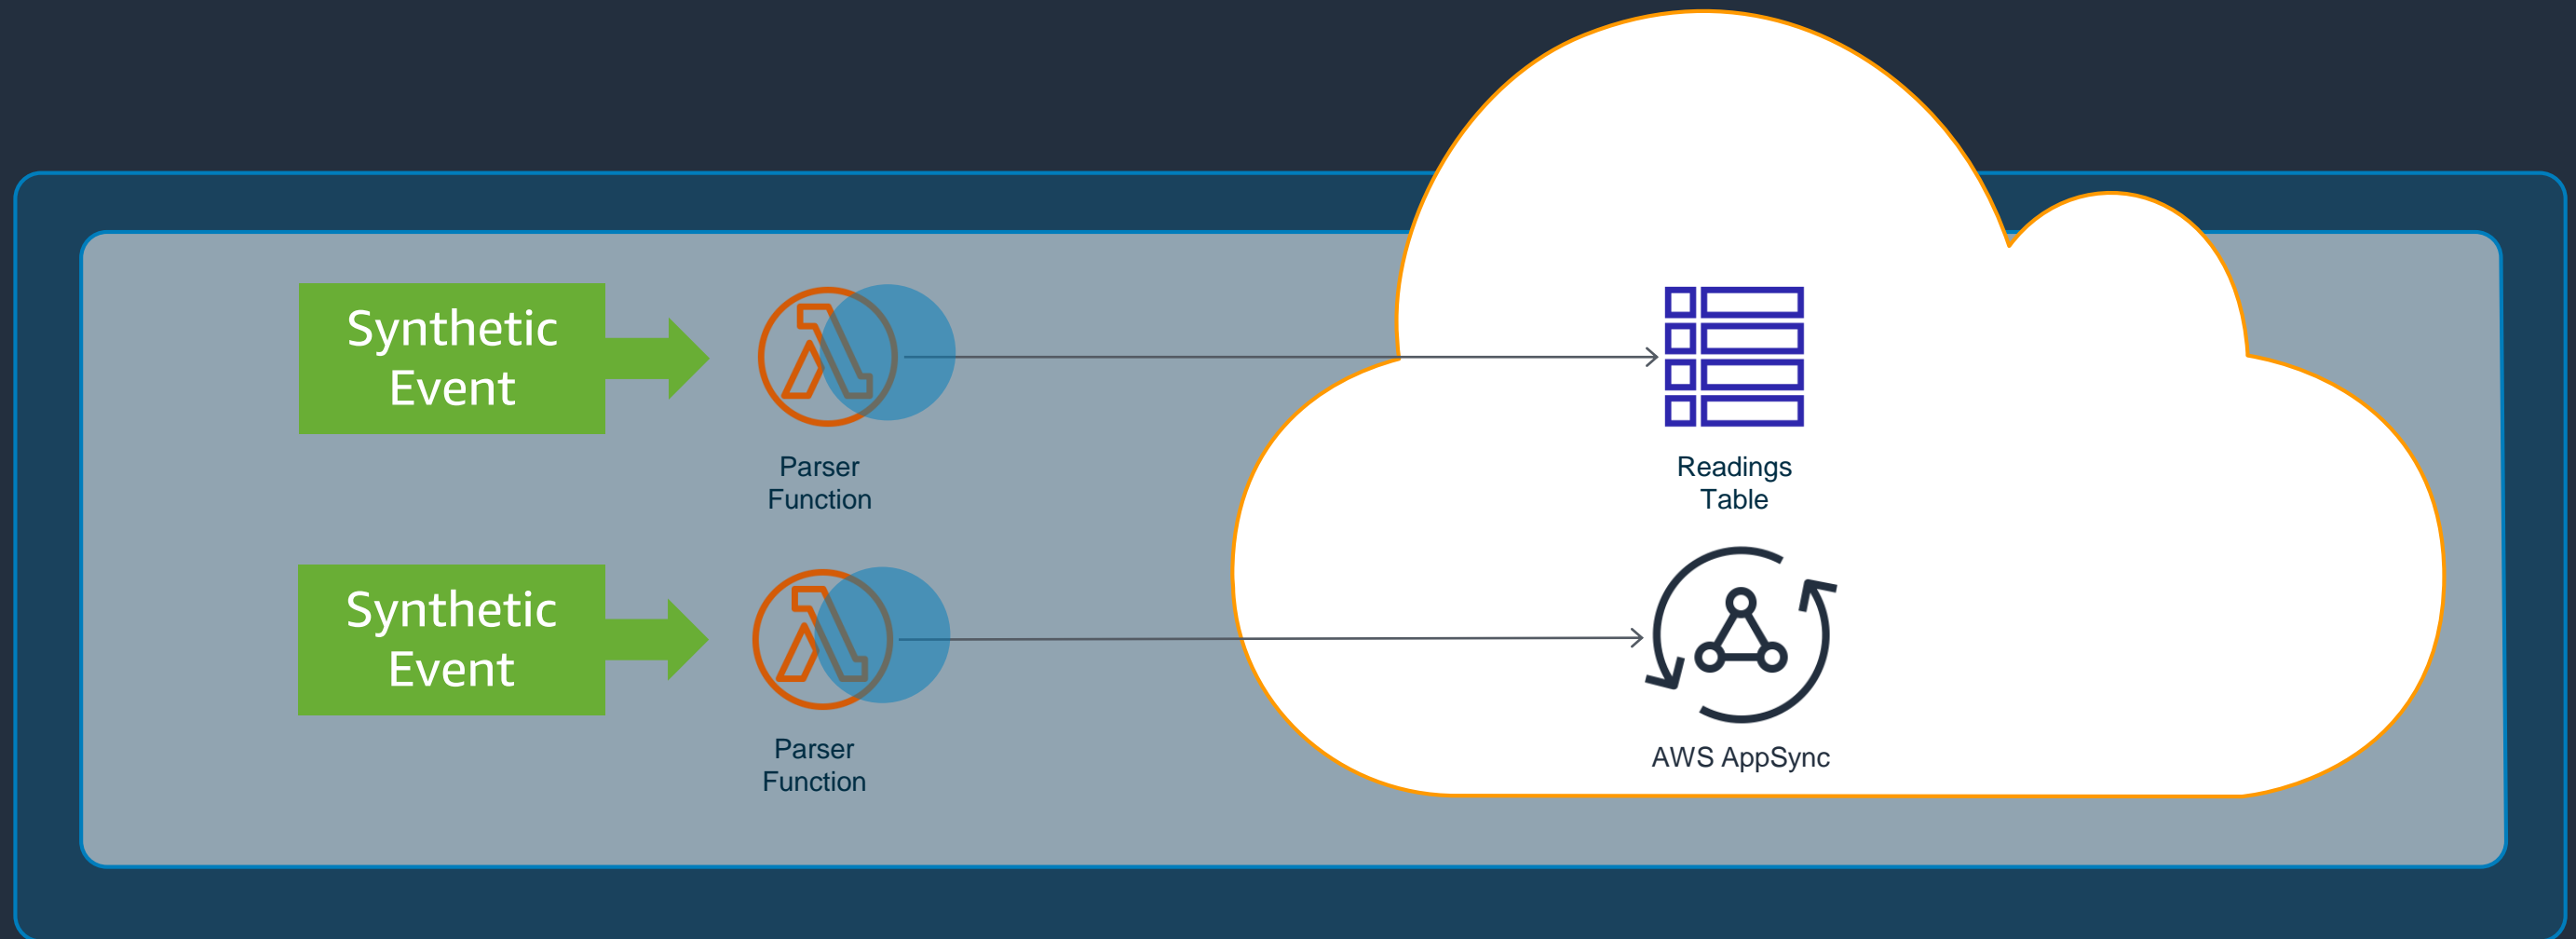 Synthetic
Event
Parser
Function
Readings
Table
Synthetic
Event
Parser
Function
AWS AppSync